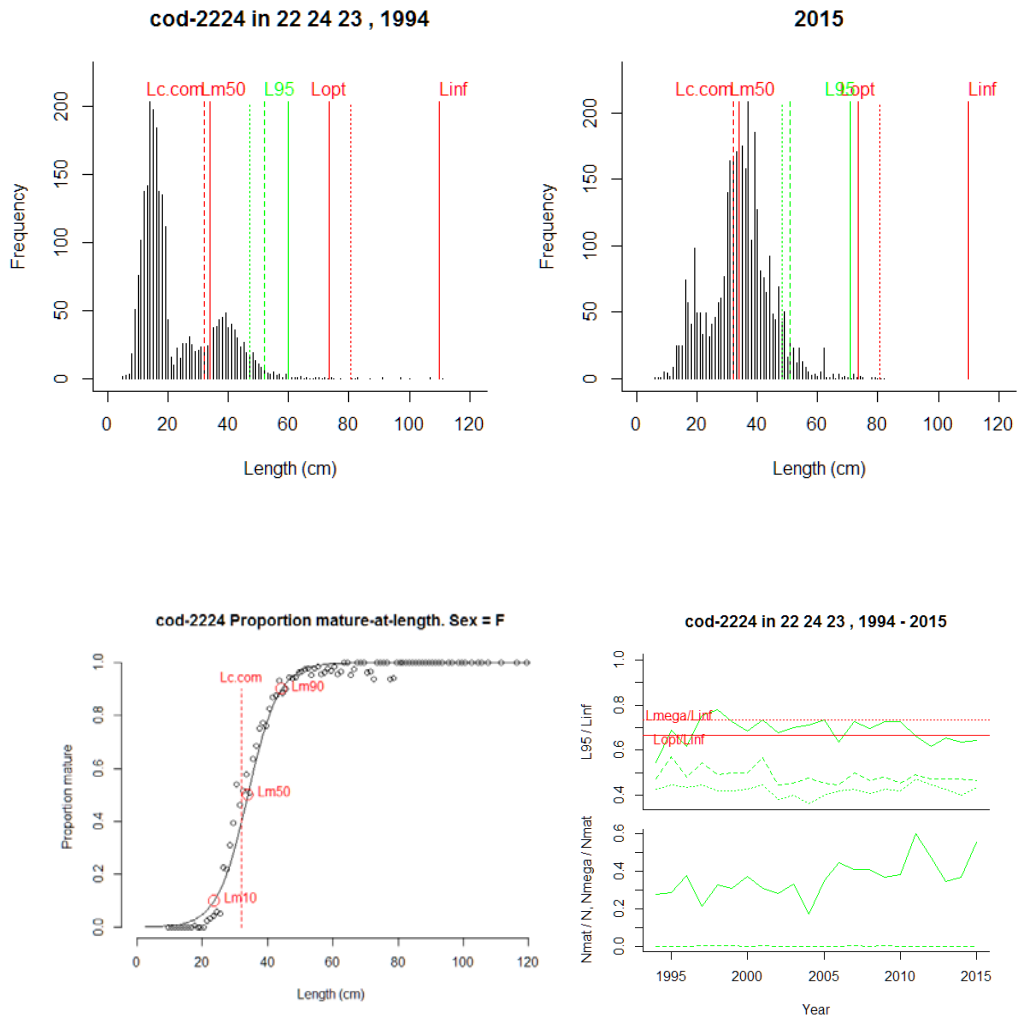 cod-2224 in 22 24 23 , 1994
2015
Lc.com Lm50 L95 Lopt Linf
Lc.com Lm50 L95 Lopt Linf
Frequency
0 50 100 150 200
0 20 40 60 80 100 120
Length (cm)
Frequency
0 50 100 150 200
0 20 40 60 80 100 120
Length (cm)
cod-2224 Proportion mature-at-length. Sex = F
Proportion mature
0.0 0.2 0.4 0.6 0.8 1.0
Lc.com
Lm90
Lm50
Lm10
0 20 40 60 80 100 120
Length (cm)
cod-2224 in 22 24 23 , 1994 - 2015
L95 / Linf
0.4 0.6 0.8 1.0
Lmega/Linf
Lopt/Linf
Nmat / N, Nmega / Nmat
0.0 0.2 0.4 0.6
1995 2000 2005 2010 2015
Year